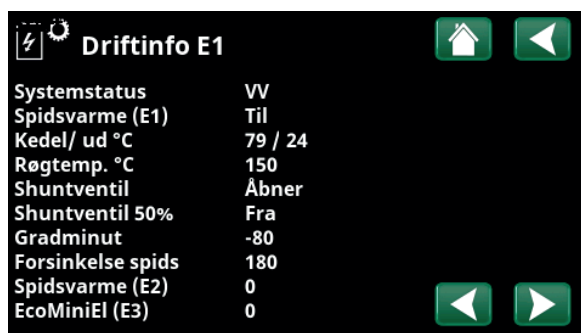 Driftinfo E1
Systemstatus VV
Spidsvarme (E1) Til
Kedel/ ud °C 79 / 24
Røgtemp. °C 150
Shuntventil Åbner
Shuntventil 50% Fra
Gradminut -80
Forsinkelse spids 180
Spidsvarme (E2) 0
EcoMiniEl (E3) 0